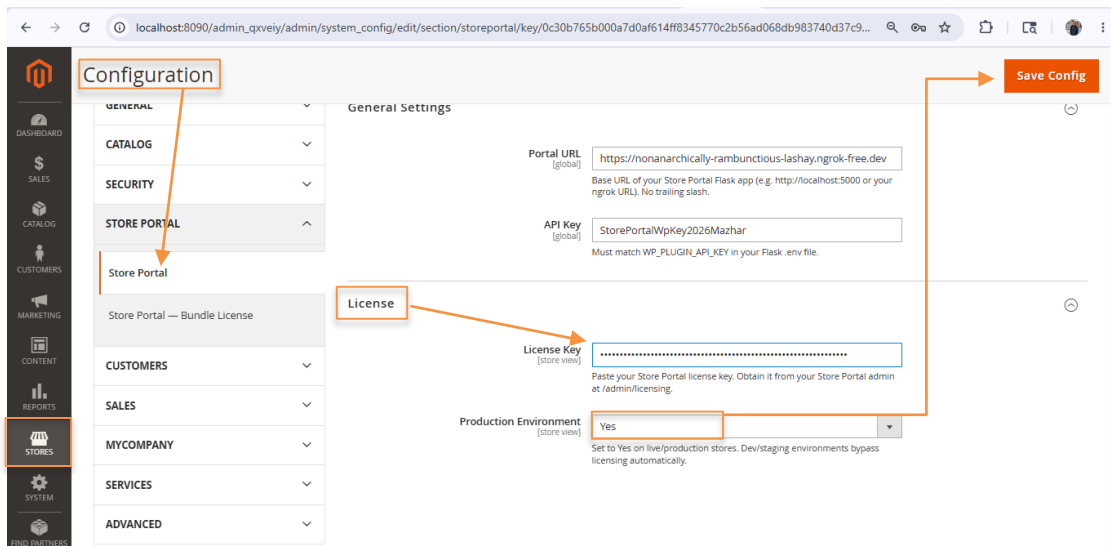 localhost:8090/admin_qxveiy/admin/system_config/edit/section/storeportal/key/0c30b765b000a7d0af614ff8345770c2b56ad068db983740d37c9...
Configuration
Save Config
DASHBOARD
SALES
CATALOG
CUSTOMERS
MARKETING
CONTENT
REPORTS
STORES
SYSTEM
FIND PARTNERS
GENERAL
CATALOG
SECURITY
STORE PORTAL
Store Portal
Store Portal — Bundle License
CUSTOMERS
SALES
MYCOMPANY
SERVICES
ADVANCED
General Settings
Portal URL
[global]
https://nonanarchically-rambunctious-lashay.ngrok-free.dev
Base URL of your Store Portal Flask app (e.g. http://localhost:5000 or your
ngrok URL). No trailing slash.
API Key
[global]
StorePortalWpKey2026Mazhar
Must match WP_PLUGIN_API_KEY in your Flask .env file.
License
License Key
[store view]
Paste your Store Portal license key. Obtain it from your Store Portal admin
at /admin/licensing.
Production Environment
[store view]
Yes
Set to Yes on live/production stores. Dev/staging environments bypass
licensing automatically.